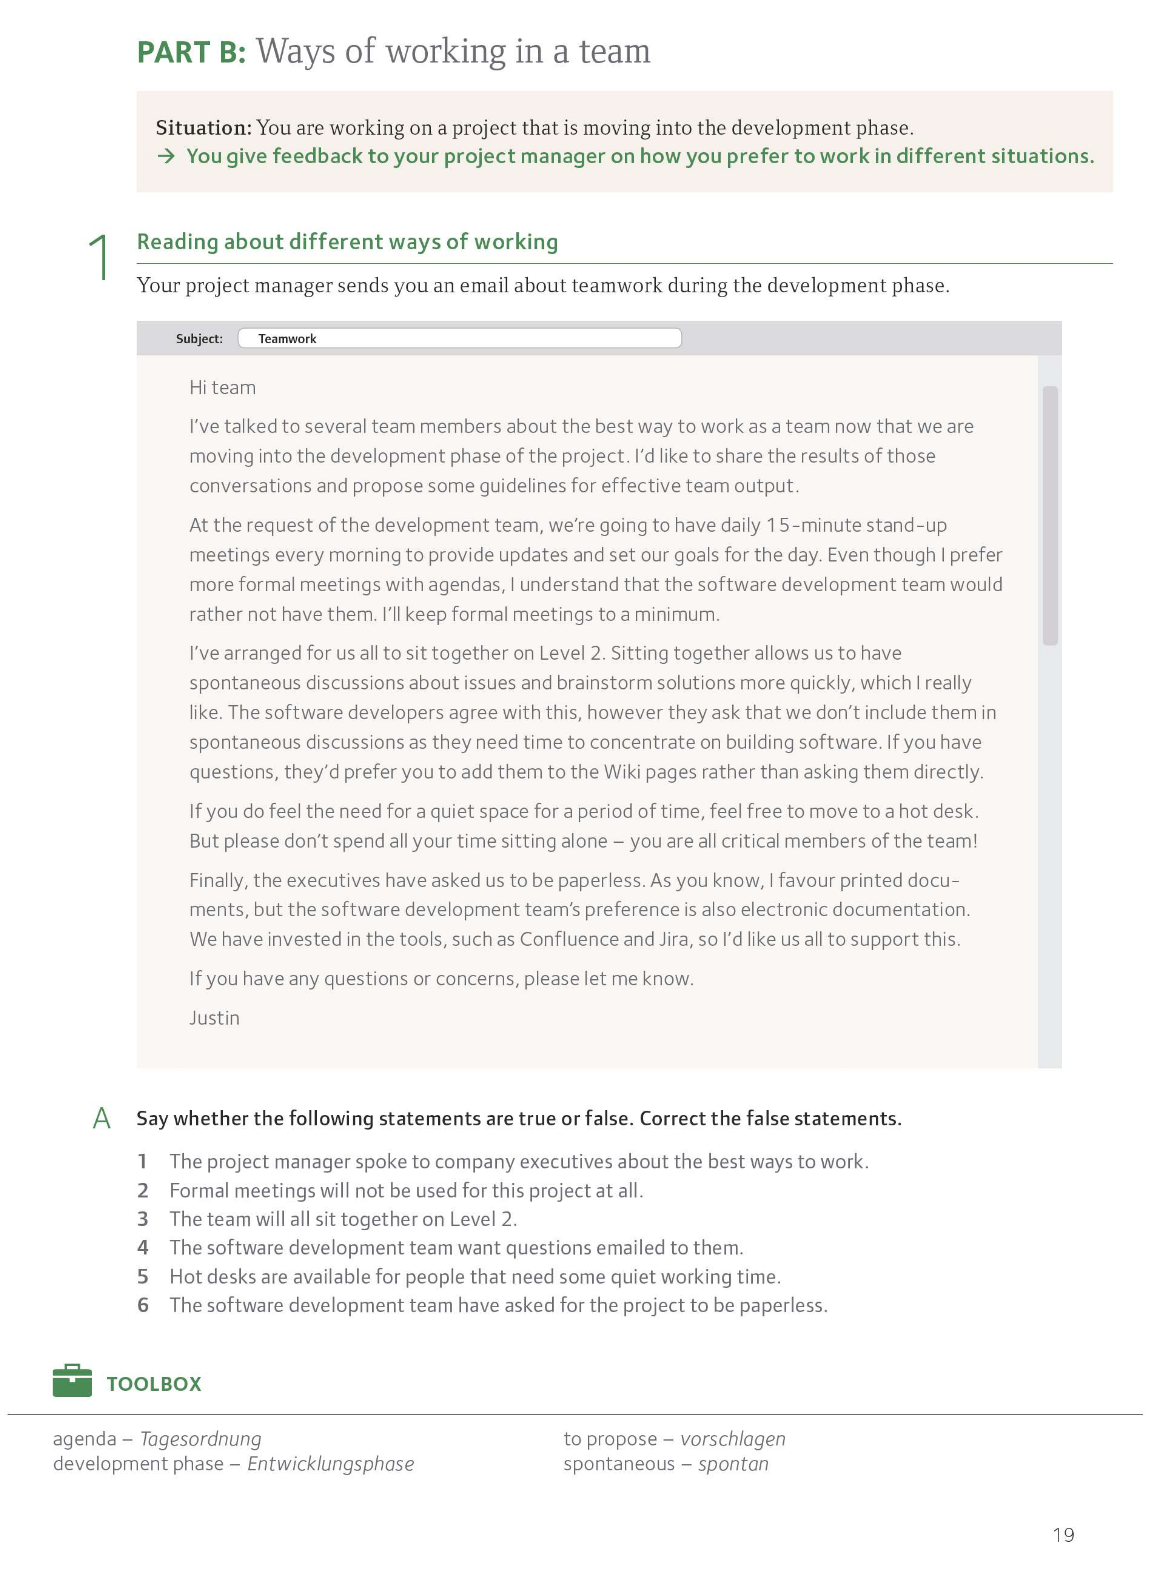 PART B: Ways of working in a team
Situation: You are working on a project that is moving into the development phase.
→ You give feedback to your project manager on how you prefer to work in different situations.
1 Reading about different ways of working
Your project manager sends you an email about teamwork during the development phase.
Subject: Teamwork
Hi team
I've talked to several team members about the best way to work as a team now that we are
moving into the development phase of the project. I'd like to share the results of those
conversations and propose some guidelines for effective team output.
At the request of the development team, we're going to have daily 15-minute stand-up
meetings every morning to provide updates and set our goals for the day. Even though I prefer
more formal meetings with agendas, I understand that the software development team would
rather not have them. I'll keep formal meetings to a minimum.
I've arranged for us all to sit together on Level 2. Sitting together allows us to have
spontaneous discussions about issues and brainstorm solutions more quickly, which I really
like. The software developers agree with this, however they ask that we don't include them in
spontaneous discussions as they need time to concentrate on building software. If you have
questions, they'd prefer you to add them to the Wiki pages rather than asking them directly.
If you do feel the need for a quiet space for a period of time, feel free to move to a hot desk.
But please don't spend all your time sitting alone – you are all critical members of the team!
Finally, the executives have asked us to be paperless. As you know, I favour printed docu-
ments, but the software development team's preference is also electronic documentation.
We have invested in the tools, such as Confluence and Jira, so I'd like us all to support this.
If you have any questions or concerns, please let me know.
Justin
A Say whether the following statements are true or false. Correct the false statements.
1 The project manager spoke to company executives about the best ways to work.
2 Formal meetings will not be used for this project at all.
3 The team will all sit together on Level 2.
4 The software development team want questions emailed to them.
5 Hot desks are available for people that need some quiet working time.
6 The software development team have asked for the project to be paperless.
TOOLBOX
agenda – Tagesordnung
development phase – Entwicklungsphase
to propose – vorschlagen
spontaneous – spontan
19